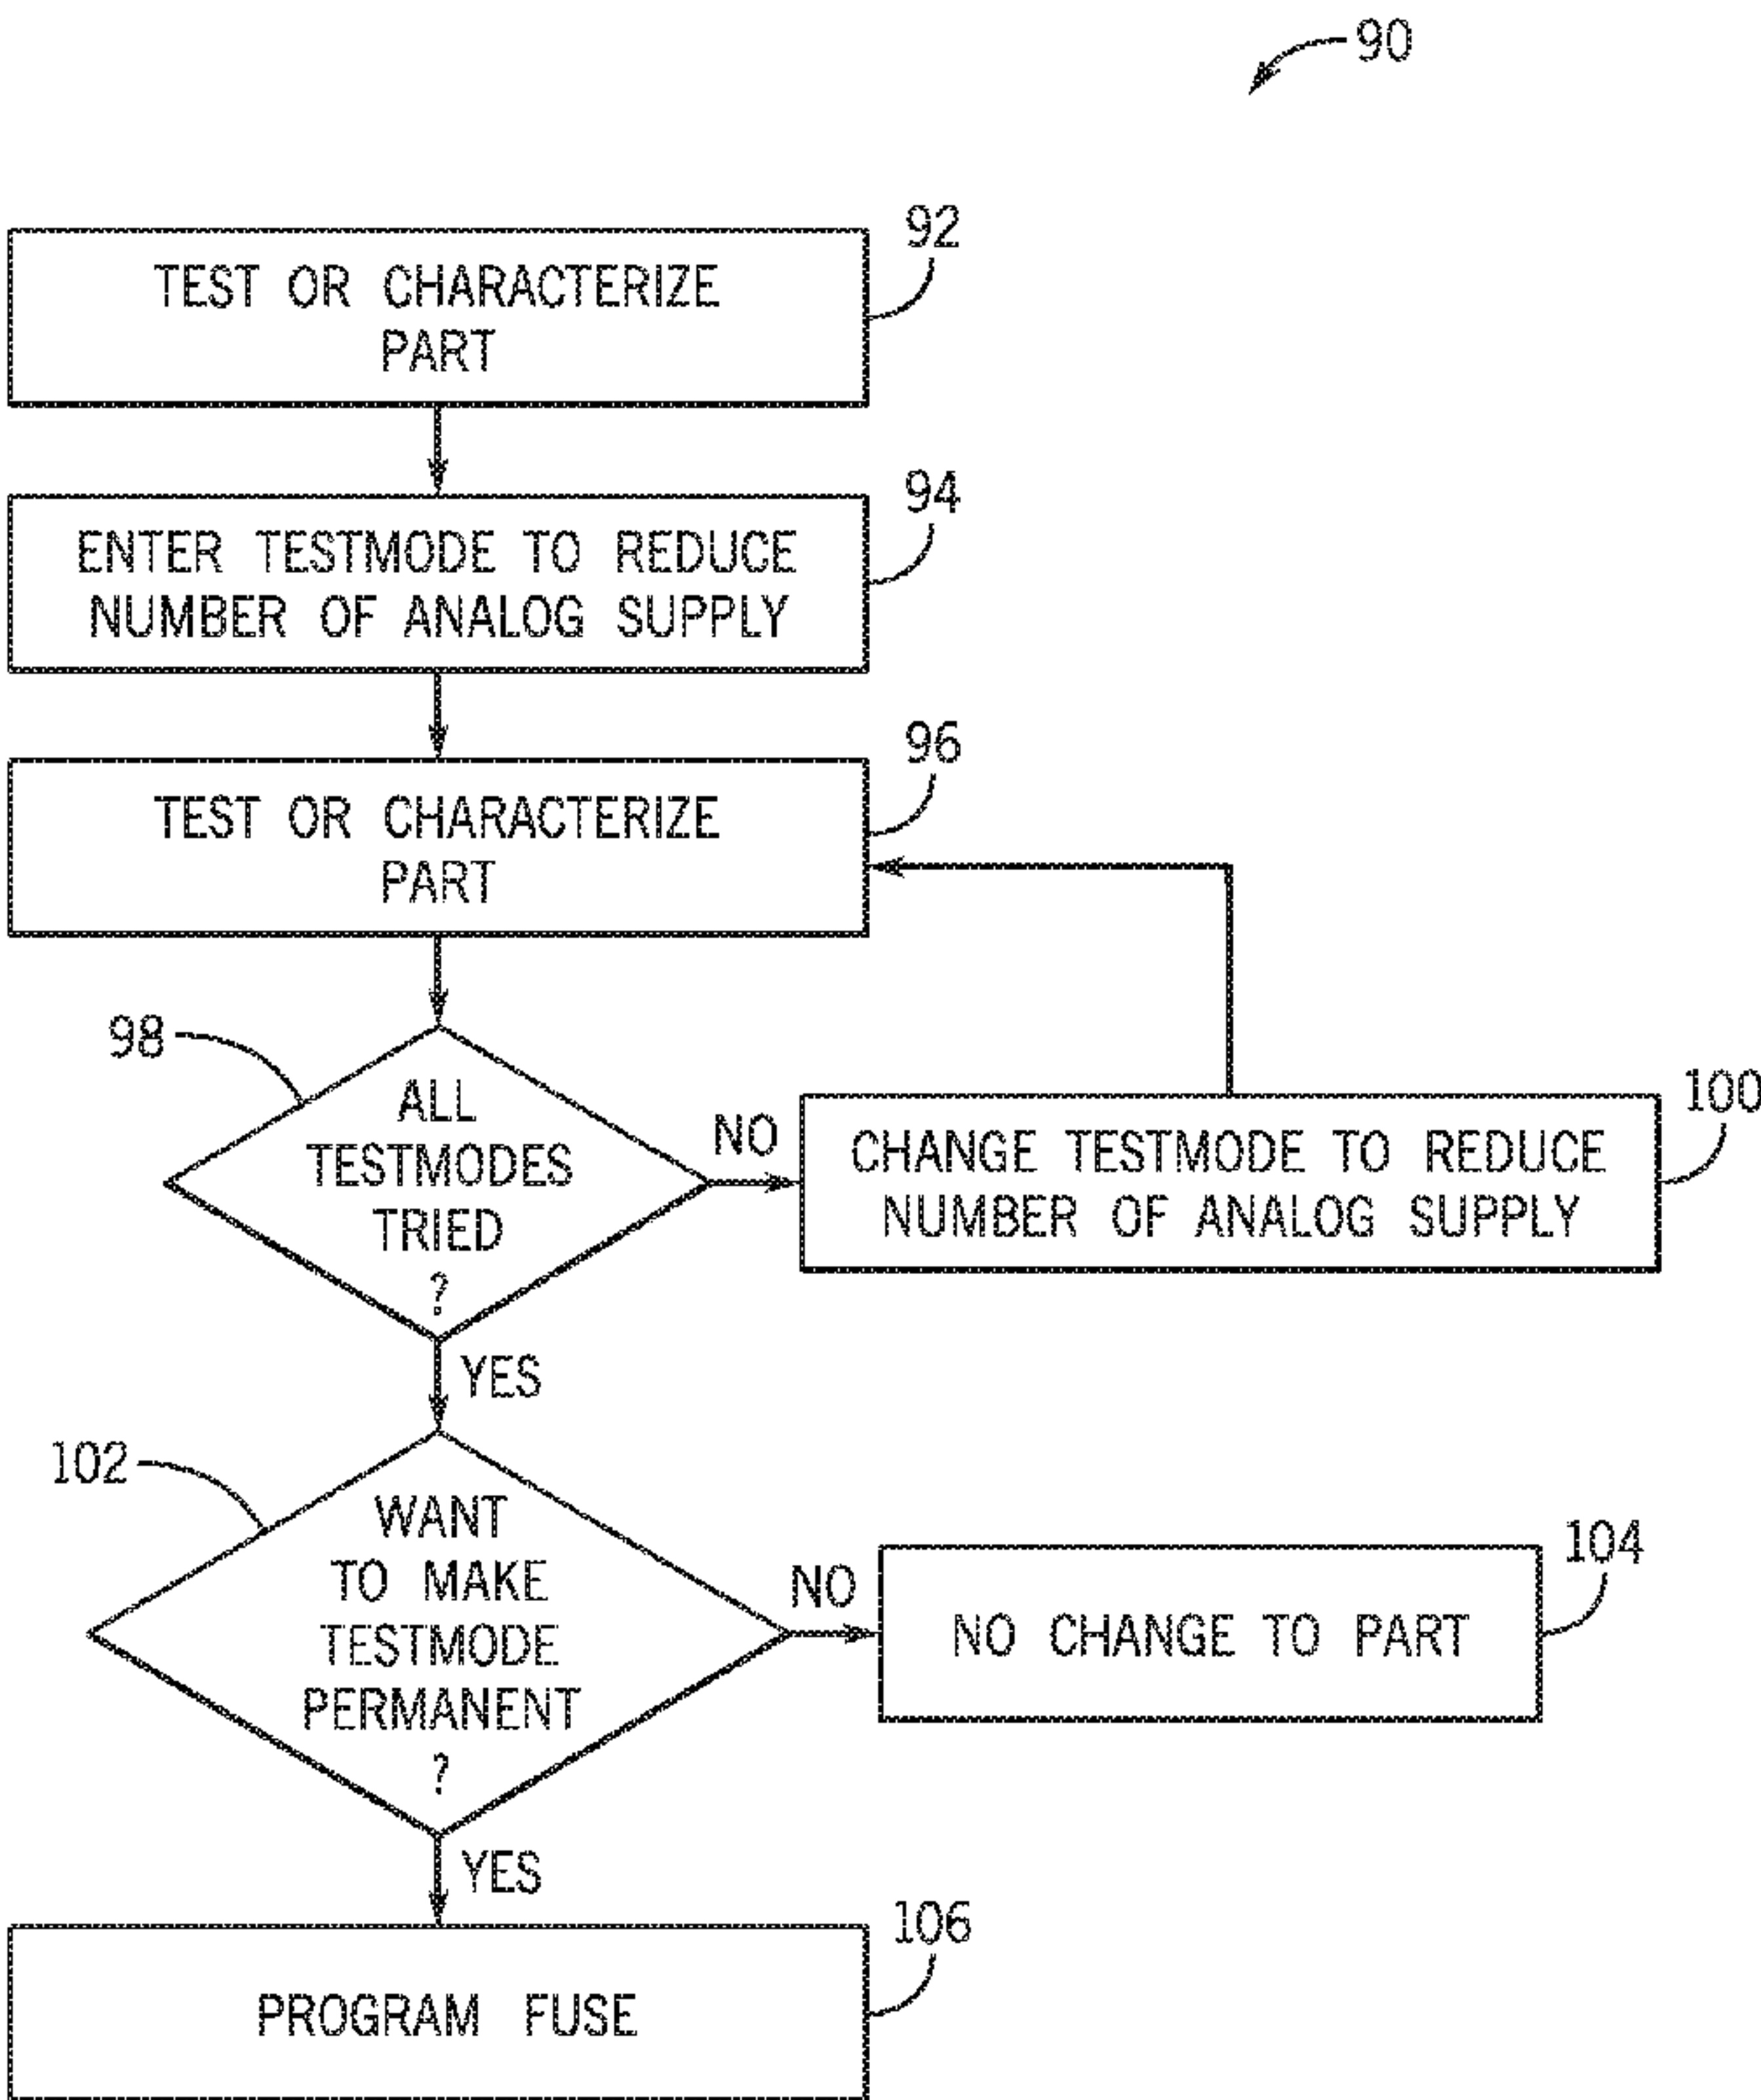 90
92
TEST OR CHARACTERIZE
PART
94
ENTER TESTMODE TO REDUCE
NUMBER OF ANALOG SUPPLY
96
TEST OR CHARACTERIZE
PART
98
ALL
TESTMODES
TRIED
?
NO
100
CHANGE TESTMODE TO REDUCE
NUMBER OF ANALOG SUPPLY
YES
102
WANT
TO MAKE
TESTMODE
PERMANENT
?
NO
104
NO CHANGE TO PART
YES
106
PROGRAM FUSE